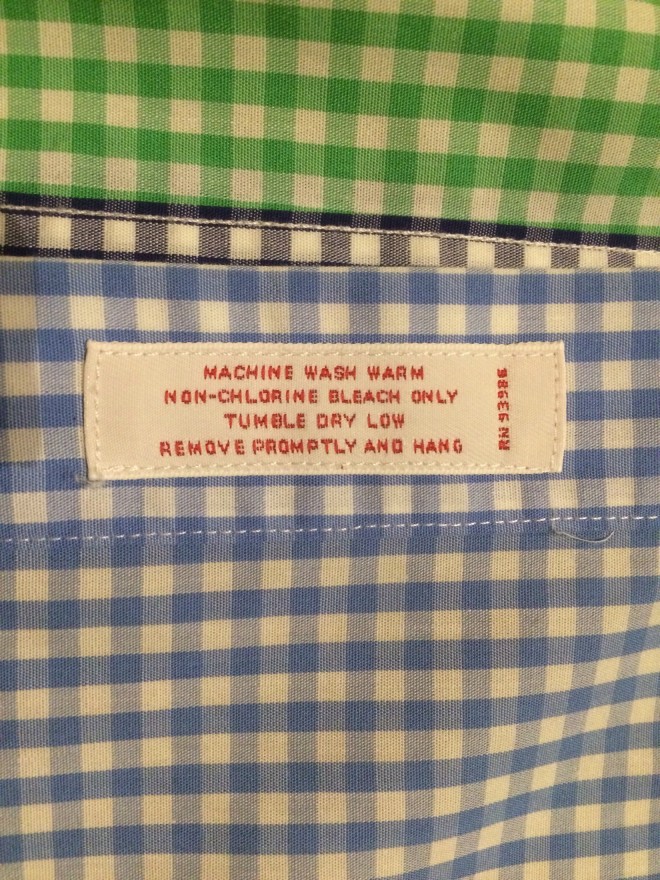 MACHINE WASH WARM
NON-CHLORINE BLEACH ONLY
TUMBLE DRY LOW
REMOVE PROMPTLY AND HANG
RN 93986